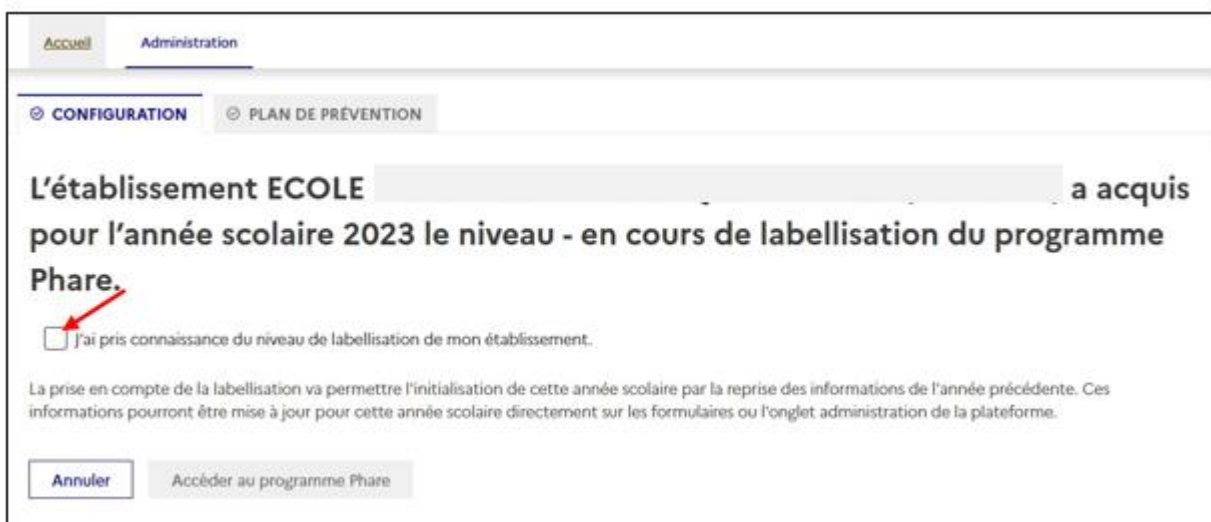 Accueil Administration
CONFIGURATION PLAN DE PRÉVENTION
L'établissement ECOLE a acquis
pour l'année scolaire 2023 le niveau - en cours de labellisation du programme
Phare.
J'ai pris connaissance du niveau de labellisation de mon établissement.
La prise en compte de la labellisation va permettre l'initialisation de cette année scolaire par la reprise des informations de l'année précédente. Ces
informations pourront être mise à jour pour cette année scolaire directement sur les formulaires ou l'onglet administration de la plateforme.
Annuler Accéder au programme Phare